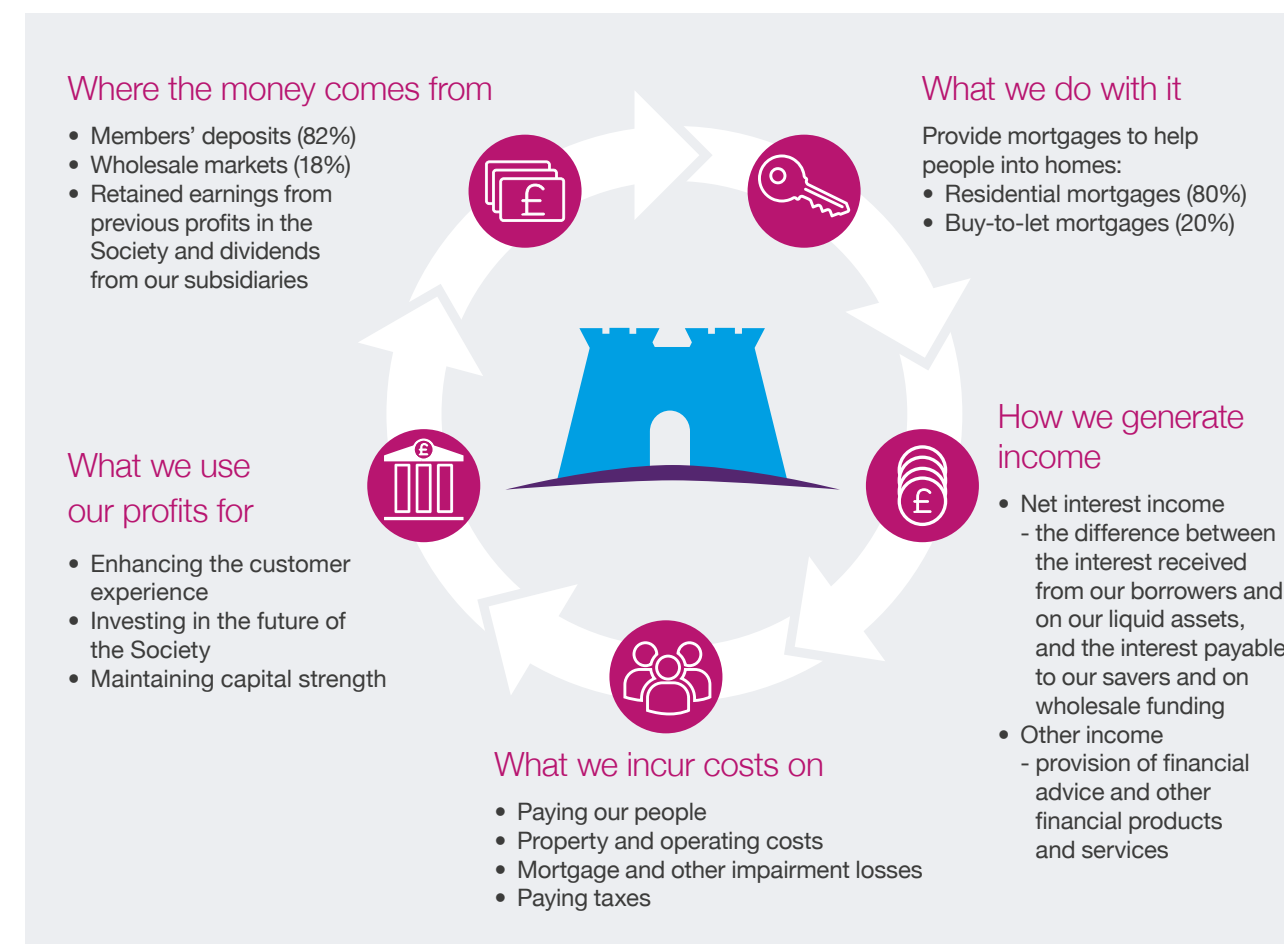 Where the money comes from
• Members’ deposits (82%)
• Wholesale markets (18%)
• Retained earnings from
previous profits in the
Society and dividends
from our subsidiaries
£
What we do with it
Provide mortgages to help
people into homes:
• Residential mortgages (80%)
• Buy-to-let mortgages (20%)
How we generate
income
• Net interest income
- the difference between
the interest received
from our borrowers and
on our liquid assets,
and the interest payable
to our savers and on
wholesale funding
• Other income
- provision of financial
advice and other
financial products
and services
£
What we incur costs on
• Paying our people
• Property and operating costs
• Mortgage and other impairment losses
• Paying taxes
What we use
our profits for
• Enhancing the customer
experience
• Investing in the future of
the Society
• Maintaining capital strength
£